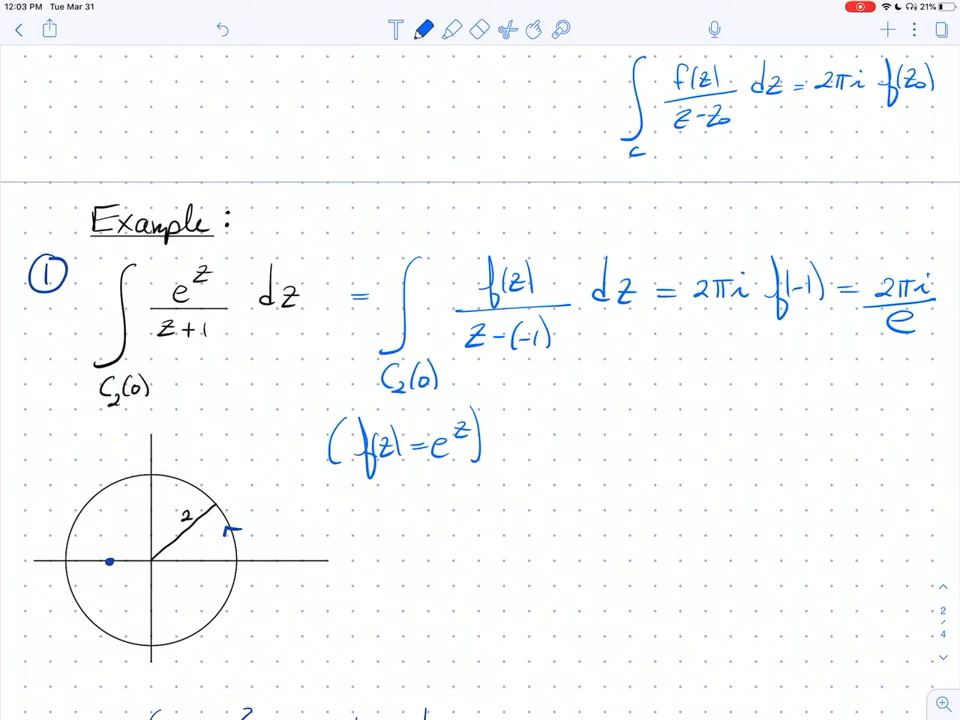 12:03 PM Tue Mar 31
21%
∫_C f(z)/(z-z₀) dz = 2πi f(z₀)
Example:
① ∫_{C₂(0)} e^z/(z+1) dz = ∫_{C₂(0)} f(z)/(z-(-1)) dz = 2πi f(-1) = 2πi/e
(f(z) = e^z)
2
2
/
4